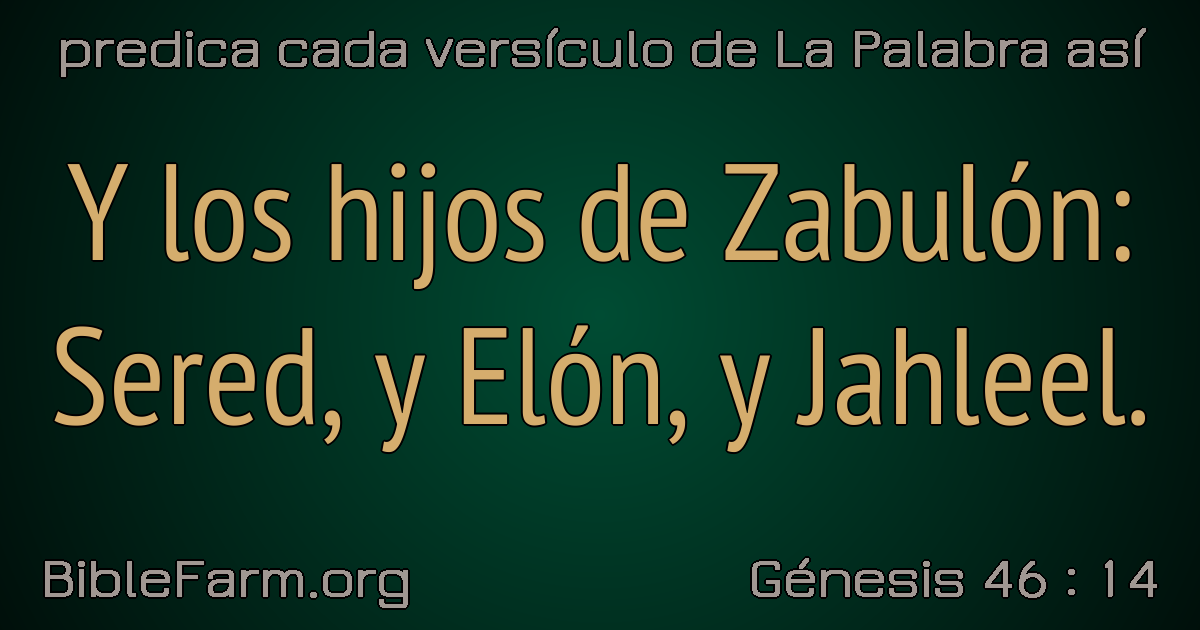 predica cada versículo de La Palabra así
Y los hijos de Zabulón:
Sered, y Elón, y Jahleel.
BibleFarm.org
Génesis 46 : 14